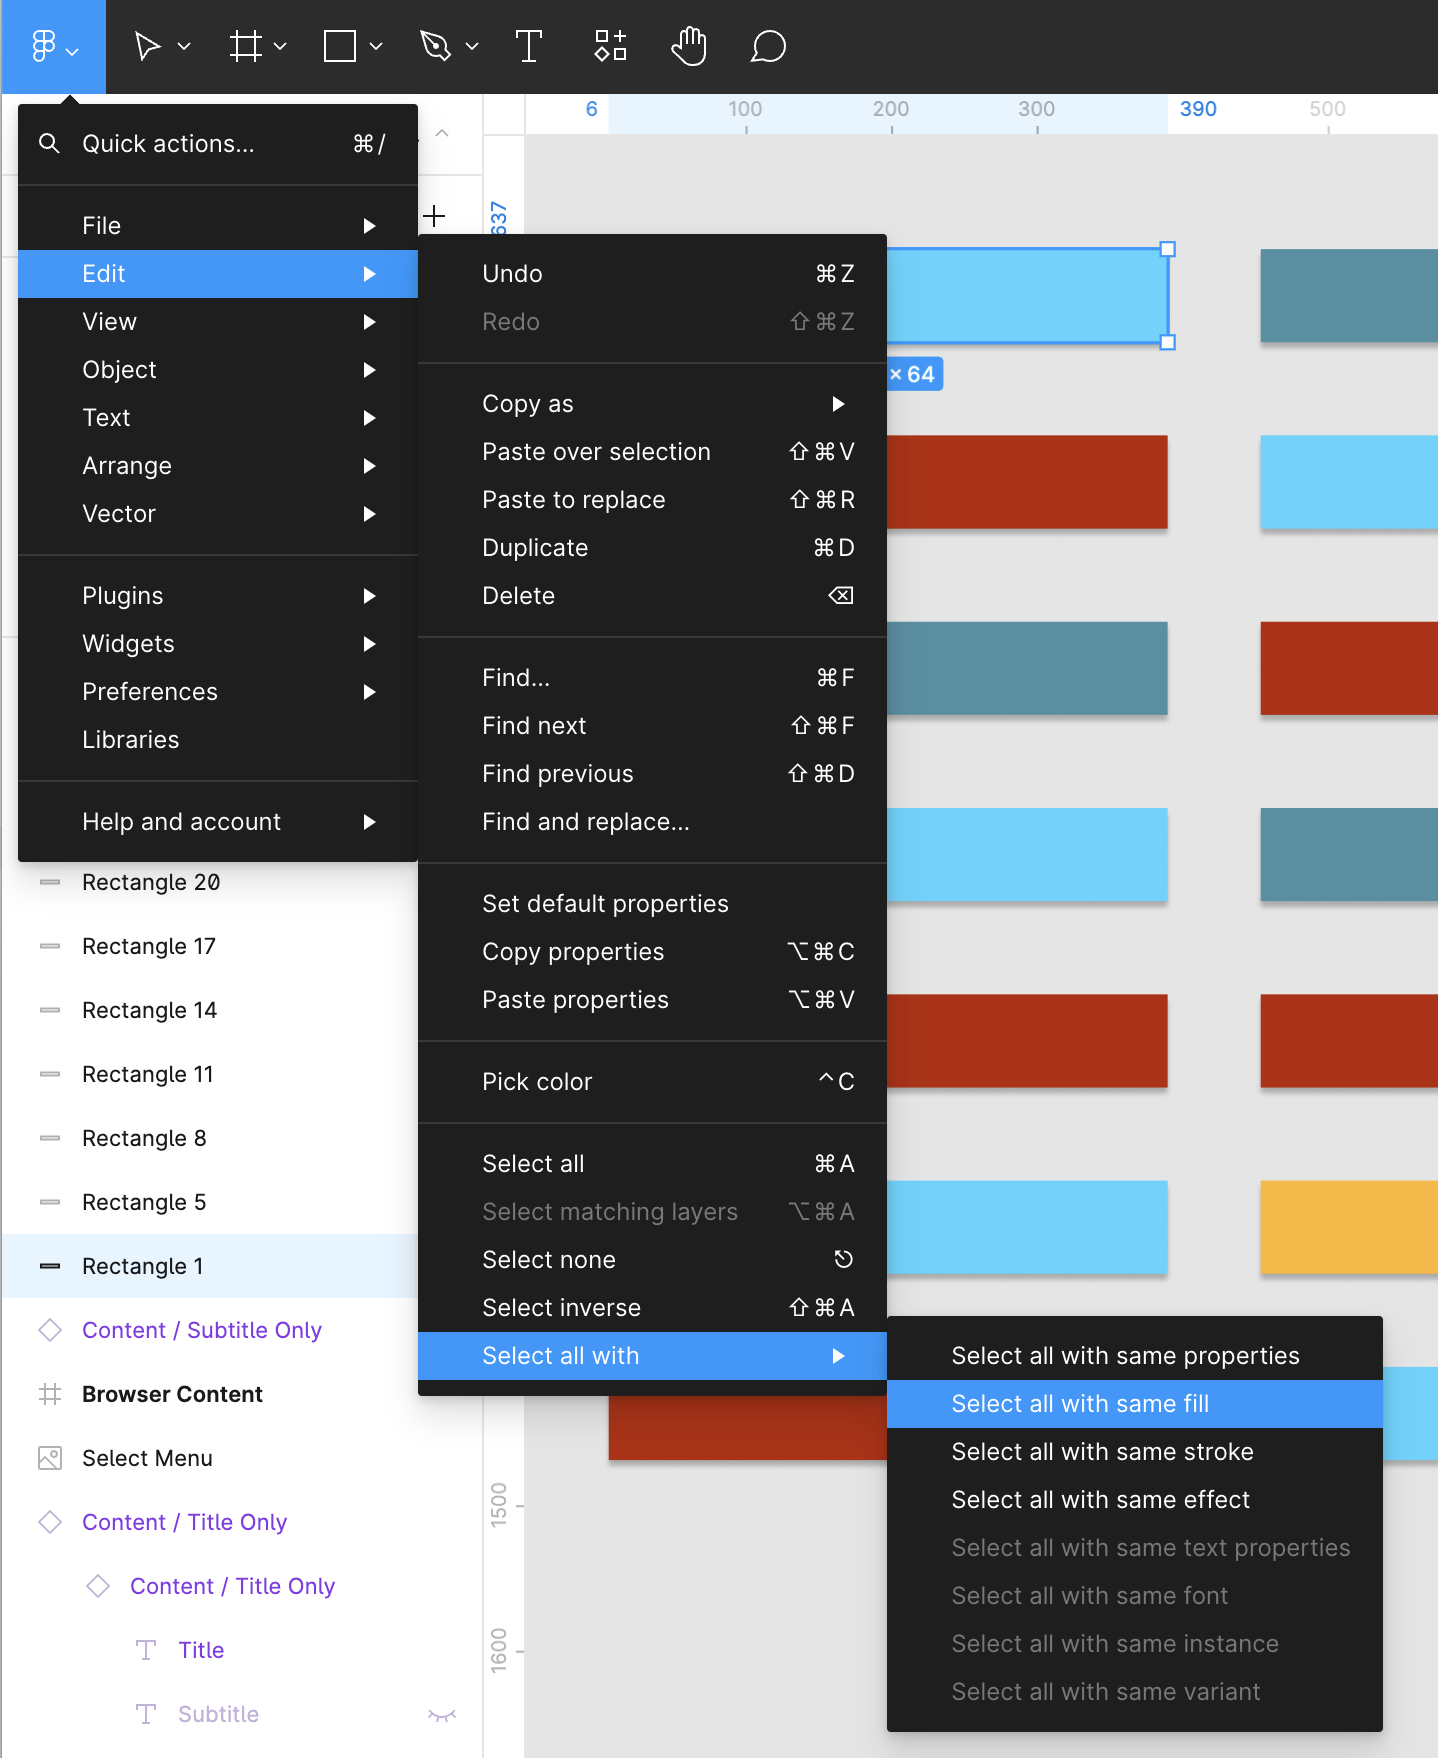 6 100 200 300 390 500
Quick actions... ⌘/
File
637
Edit
View
Object
Text
Arrange
Vector
Plugins
Widgets
Preferences
Libraries
Help and account
Undo ⌘Z
Redo ⇧⌘Z
× 64
Copy as
Paste over selection ⇧⌘V
Paste to replace ⇧⌘R
Duplicate ⌘D
Delete ⌫
Find... ⌘F
Find next ⇧⌘F
Find previous ⇧⌘D
Find and replace...
Set default properties
Copy properties ⌥⌘C
Paste properties ⌥⌘V
Pick color ^C
Select all ⌘A
Select matching layers ⌥⌘A
Select none ⎋
Select inverse ⇧⌘A
Select all with
Select all with same properties
Select all with same fill
Select all with same stroke
Select all with same effect
Select all with same text properties
Select all with same font
Select all with same instance
Select all with same variant
Rectangle 20
Rectangle 17
Rectangle 14
Rectangle 11
Rectangle 8
Rectangle 5
Rectangle 1
Content / Subtitle Only
Browser Content
Select Menu
Content / Title Only
Content / Title Only
Title
Subtitle
1500
1600